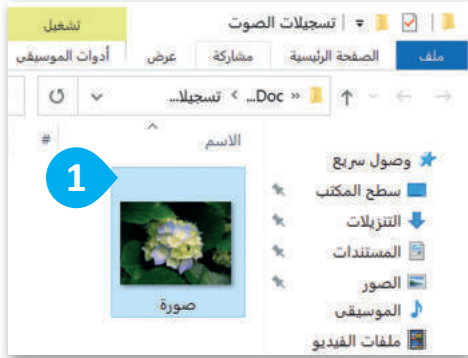 تسجيلات الصوت
تشغيل
ملف
الصفحة الرئيسية
مشاركة
عرض
أدوات الموسيقى
Doc... » تسجيلا...
الاسم
#
1
صورة
وصول سريع
سطح المكتب
التنزيلات
المستندات
الصور
الموسيقى
ملفات الفيديو